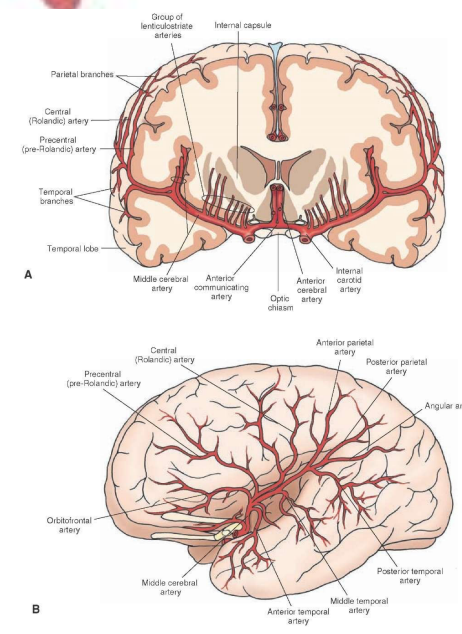 Group of
lenticulostriate
arteries
Internal capsule
Parietal branches
Central
(Rolandic) artery
Precentral
(pre-Rolandic) artery
Temporal
branches
Temporal lobe
A
Middle cerebral
artery
Anterior
communicating
artery
Optic
chiasm
Anterior
cerebral
artery
Internal
carotid
artery
Central
(Rolandic) artery
Anterior parietal
artery
Posterior parietal
artery
Precentral
(pre-Rolandic) artery
Angular ar
Orbitofrontal
artery
Middle cerebral
artery
Anterior temporal
artery
Middle temporal
artery
Posterior temporal
artery
B